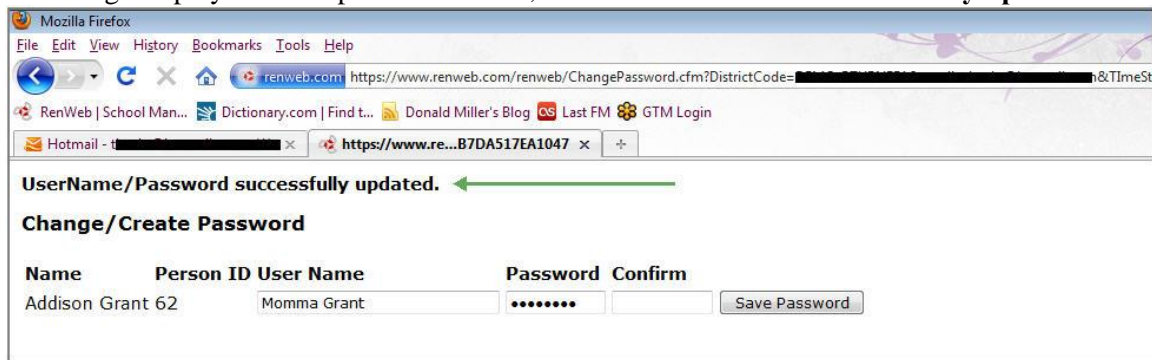 Mozilla Firefox
File Edit View History Bookmarks Tools Help
renweb.com https://www.renweb.com/renweb/ChangePassword.cfm?DistrictCode= h&TImeSt
RenWeb | School Man... Dictionary.com | Find t... Donald Miller's Blog Last FM GTM Login
Hotmail - t https://www.re...B7DA517EA1047
UserName/Password successfully updated.
Change/Create Password
Name Person ID User Name Password Confirm
Addison Grant 62 Momma Grant •••••••• Save Password